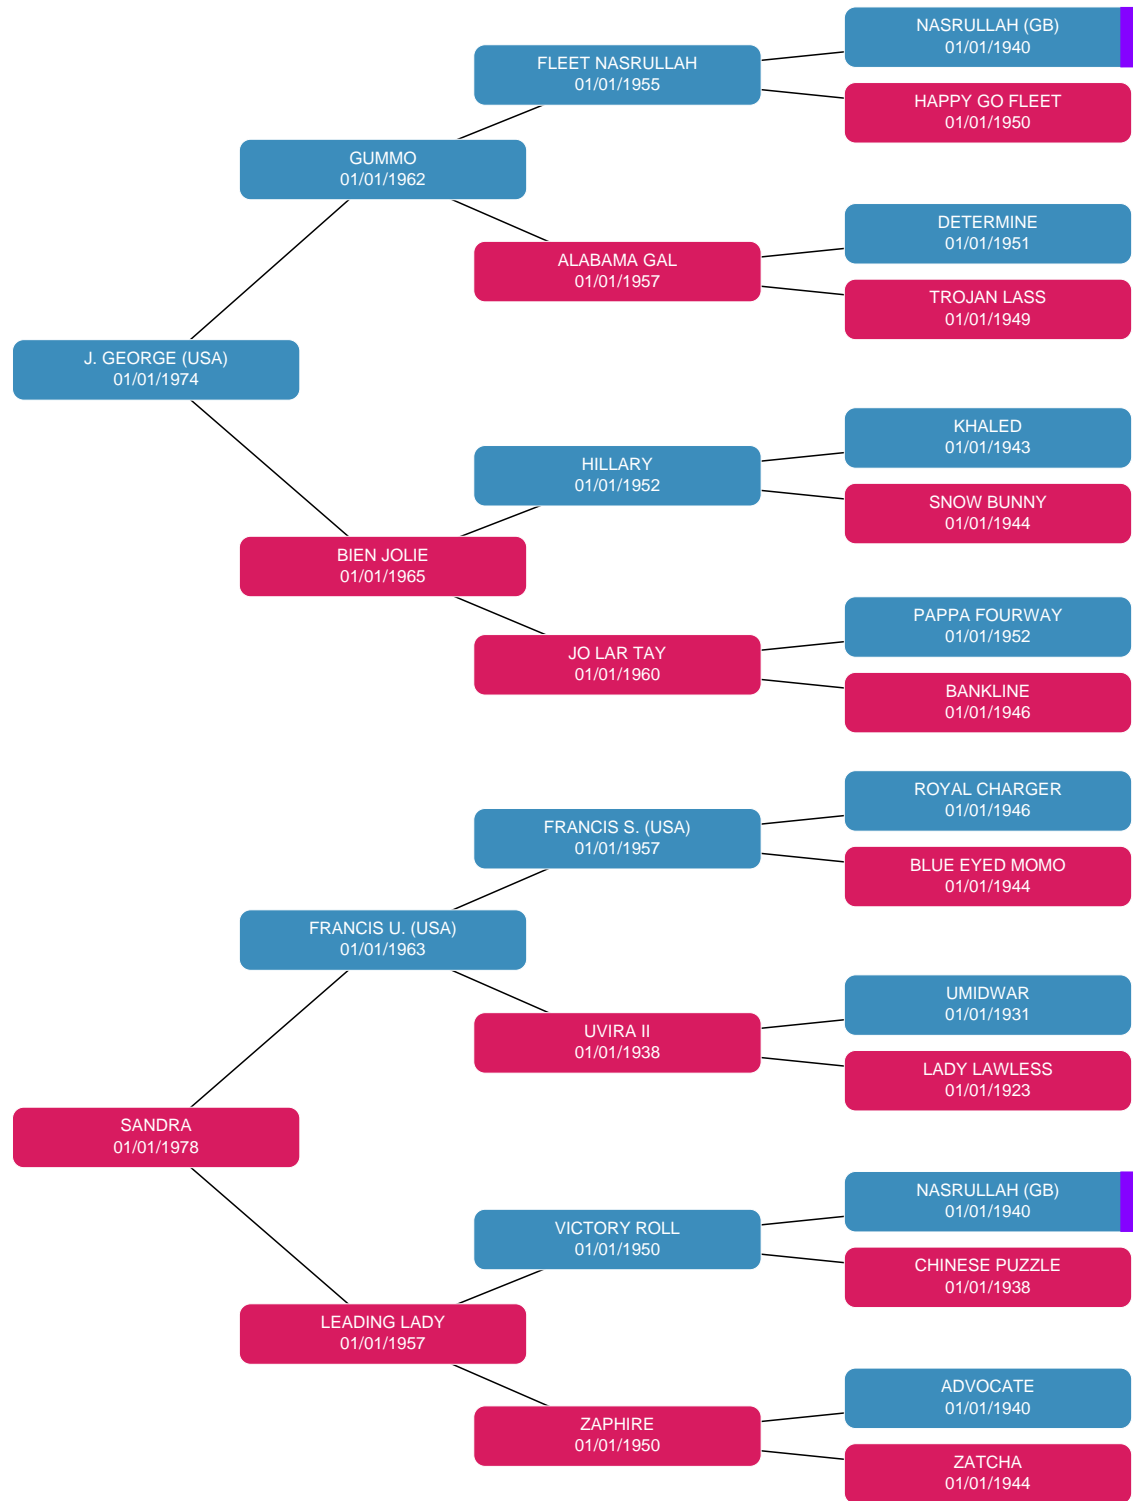 NASRULLAH (GB)
01/01/1940
FLEET NASRULLAH
01/01/1955
HAPPY GO FLEET
01/01/1950
GUMMO
01/01/1962
DETERMINE
01/01/1951
ALABAMA GAL
01/01/1957
TROJAN LASS
01/01/1949
J. GEORGE (USA)
01/01/1974
KHALED
01/01/1943
HILLARY
01/01/1952
SNOW BUNNY
01/01/1944
BIEN JOLIE
01/01/1965
PAPPA FOURWAY
01/01/1952
JO LAR TAY
01/01/1960
BANKLINE
01/01/1946
ROYAL CHARGER
01/01/1946
FRANCIS S. (USA)
01/01/1957
BLUE EYED MOMO
01/01/1944
FRANCIS U. (USA)
01/01/1963
UMIDWAR
01/01/1931
UVIRA II
01/01/1938
LADY LAWLESS
01/01/1923
SANDRA
01/01/1978
NASRULLAH (GB)
01/01/1940
VICTORY ROLL
01/01/1950
CHINESE PUZZLE
01/01/1938
LEADING LADY
01/01/1957
ADVOCATE
01/01/1940
ZAPHIRE
01/01/1950
ZATCHA
01/01/1944